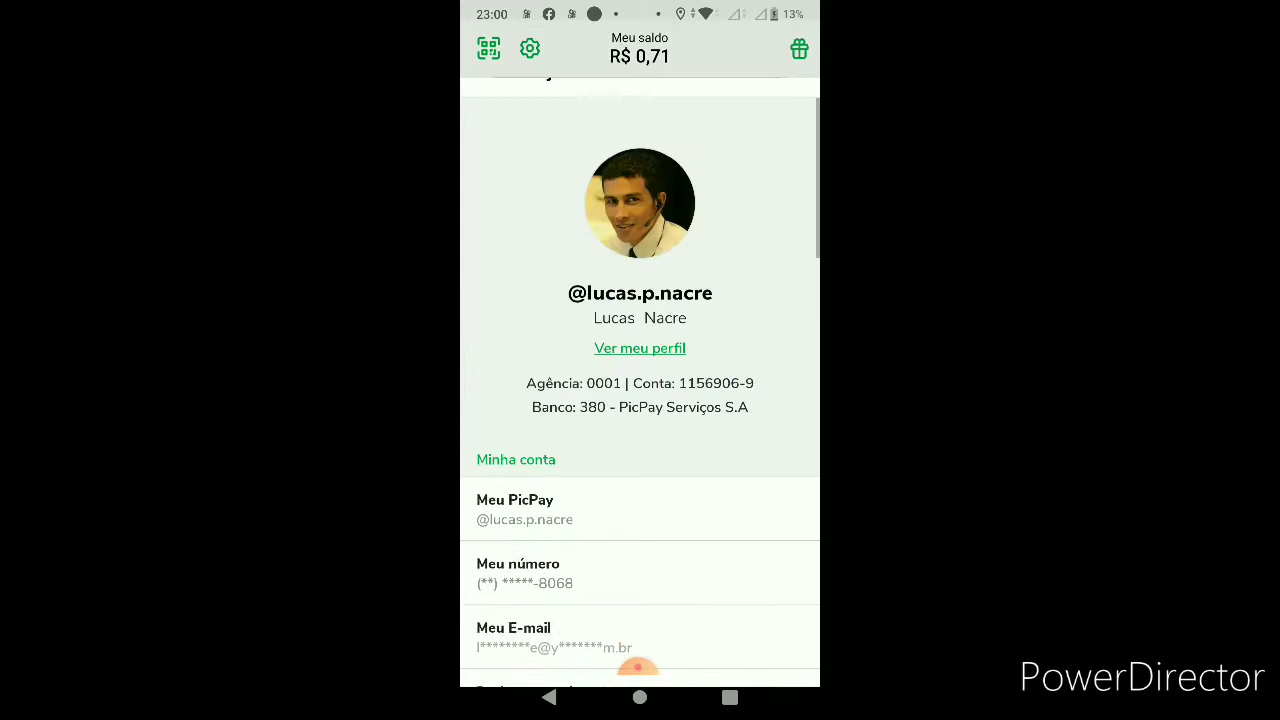 23:00
13%
Meu saldo
R$ 0,71
@lucas.p.nacre
Lucas Nacre
Ver meu perfil
Agência: 0001 | Conta: 1156906-9
Banco: 380 - PicPay Serviços S.A
Minha conta
Meu PicPay
@lucas.p.nacre
Meu número
(**) *****-8068
Meu E-mail
l********e@y*******m.br
PowerDirector